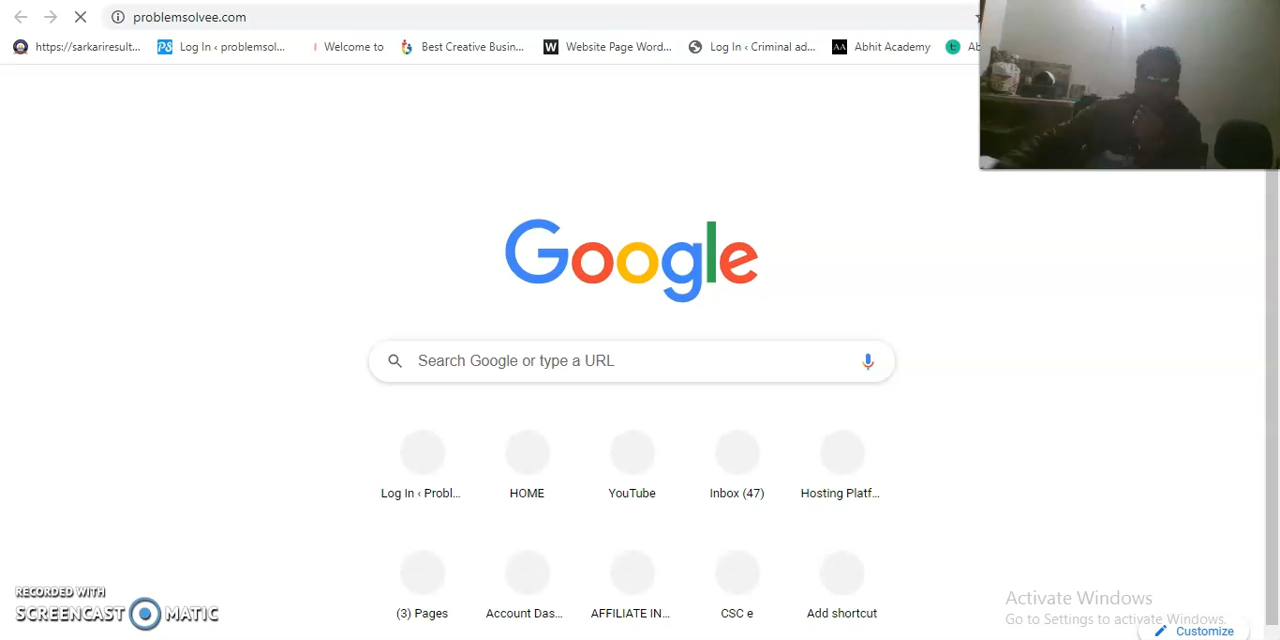 problemsolvee.com
https://sarkariresult...
PS Log In ‹ problemsol...
Welcome to
Best Creative Busin...
W Website Page Word...
Log In ‹ Criminal ad...
AA Abhit Academy
t Ab
Google
Search Google or type a URL
Log In ‹ Probl...
HOME
YouTube
Inbox (47)
Hosting Platf...
(3) Pages
Account Das...
AFFILIATE IN...
CSC e
Add shortcut
RECORDED WITH
SCREENCAST MATIC
Activate Windows
Go to Settings to activate Windows.
Customize